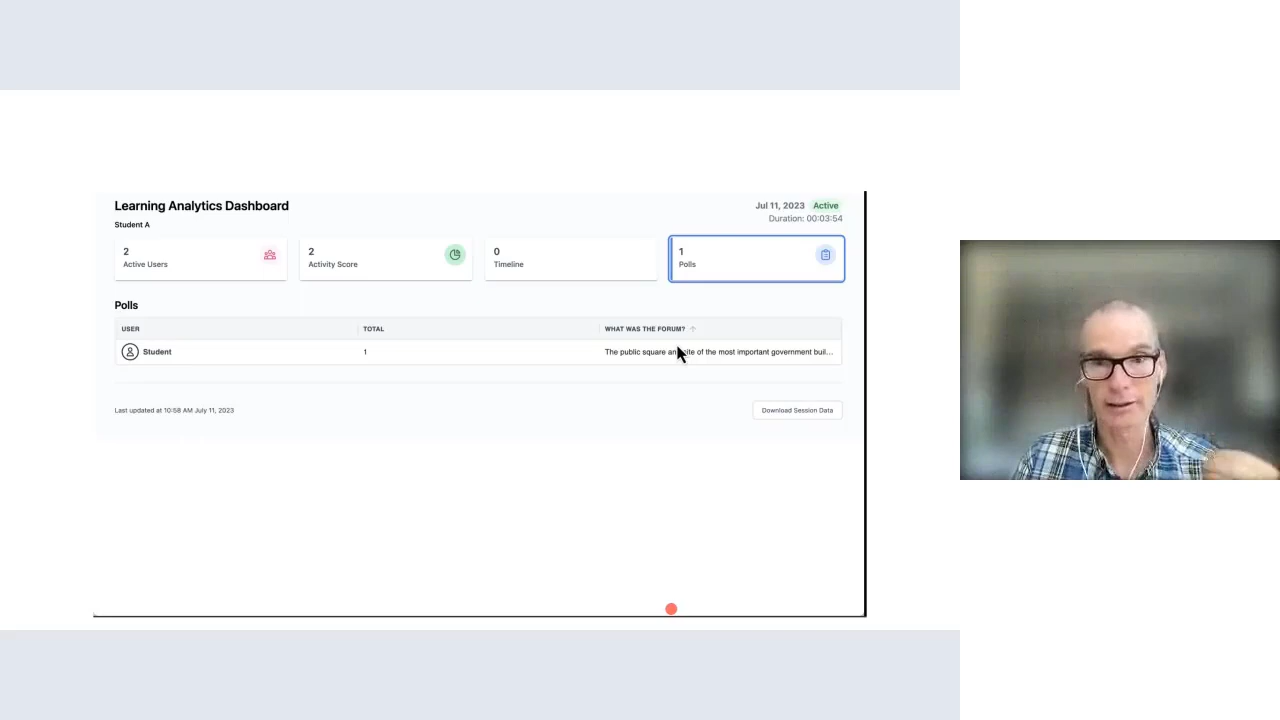 Learning Analytics Dashboard
Jul 11, 2023 Active
Student A
Duration: 00:03:54
2
Active Users
2
Activity Score
0
Timeline
1
Polls
Polls
USER TOTAL WHAT WAS THE FORUM?
Student 1 The public square an ite of the most important government buil...
Last updated at 10:58 AM July 11, 2023
Download Session Data